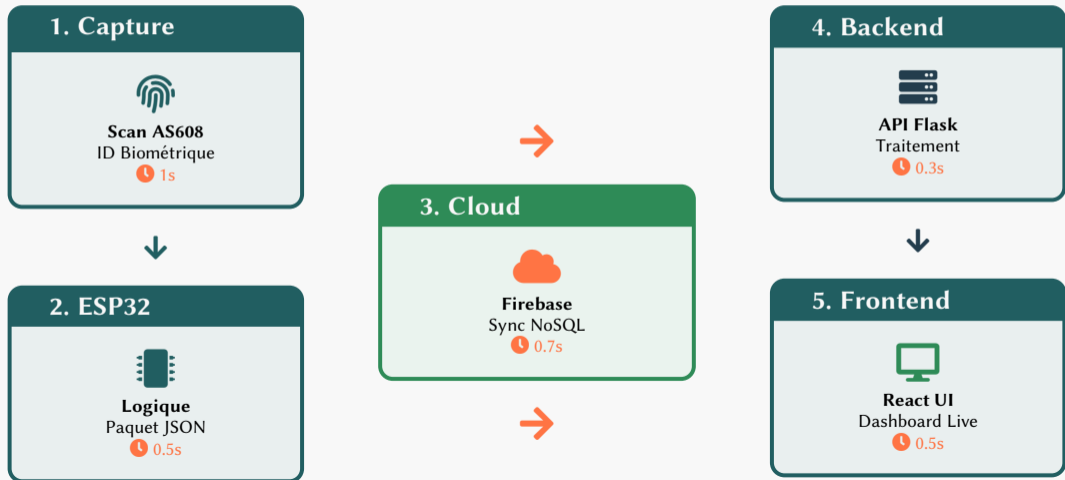 1. Capture
Scan AS608
ID Biométrique
1s
2. ESP32
Logique
Paquet JSON
0.5s
3. Cloud
Firebase
Sync NoSQL
0.7s
4. Backend
API Flask
Traitement
0.3s
5. Frontend
React UI
Dashboard Live
0.5s